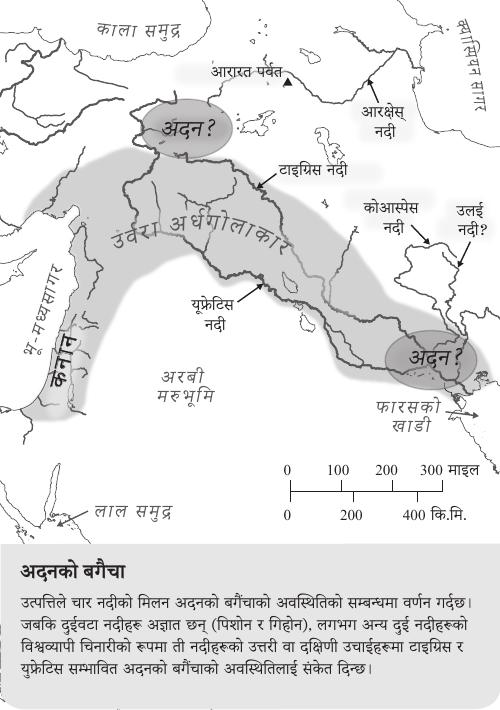 काला समुद्र
क्यास्पियन सागर
आरारत पर्वत
आरक्षेस्
नदी
अदन?
टाइग्रिस नदी
कोआस्पेस
नदी
उलई
नदी?
उर्वरा अर्धगोलाकार
भू-मध्यसागर
युफ्रेटिस
नदी
कनान
अदन?
अरबी
मरुभूमि
फारसको
खाडी
0 100 200 300 माइल
0 200 400 कि.मि.
लाल समुद्र
अदनको बगैचा
उत्पत्तिले चार नदीको मिलन अदनको बगैंचाको अवस्थितिको सम्बन्धमा वर्णन गर्दछ।
जबकि दुईवटा नदीहरू अज्ञात छन् (पिशोन र गिहोन), लगभग अन्य दुई नदीहरूको
विश्वव्यापी चिनारीको रूपमा ती नदीहरूको उत्तरी वा दक्षिणी उचाईहरूमा टाइग्रिस र
युफ्रेटिस सम्भावित अदनको बगैंचाको अवस्थितिलाई संकेत दिन्छ।